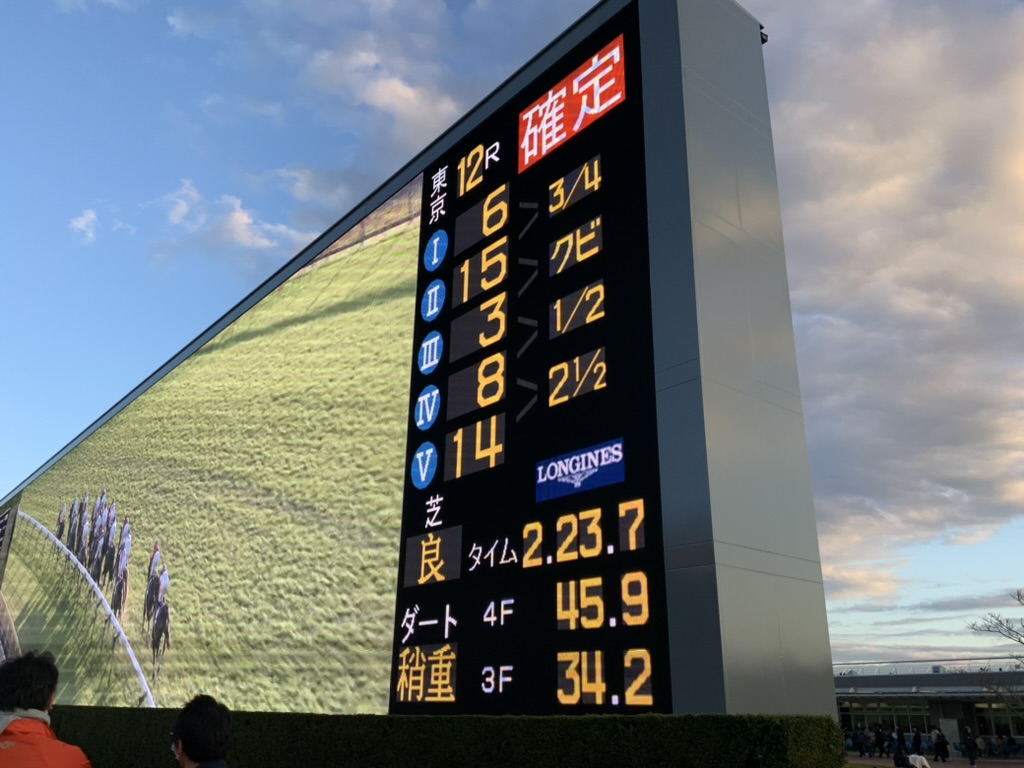 確定
東京 12R
I 6 3/4
II 15 クビ
III 3 1/2
IV 8 2 1/2
V 14
LONGINES
芝
良 タイム 2.23.7
ダート 4F 45.9
稍重 3F 34.2